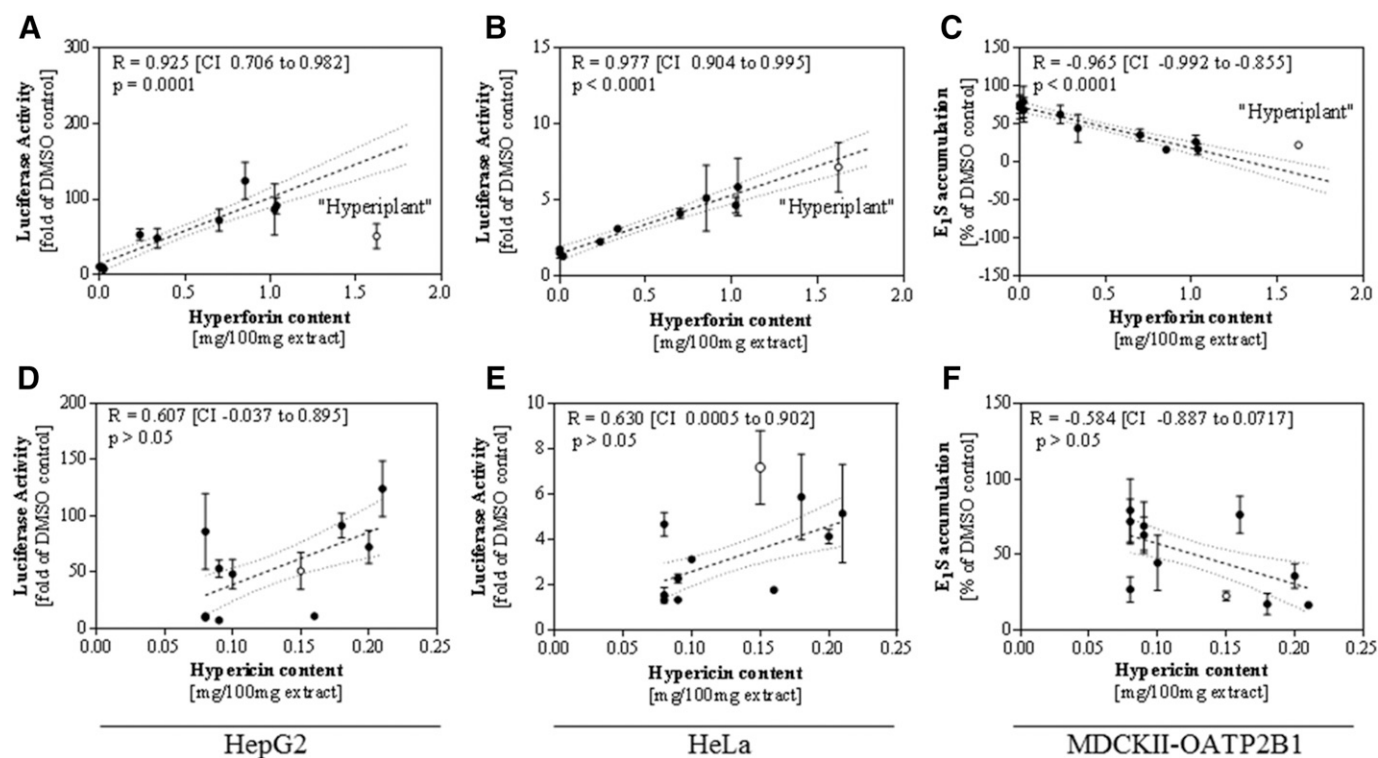 A
B
C
R = 0.925 [CI 0.706 to 0.982]
p = 0.0001
"Hyperiplant"
Luciferase Activity
[fold of DMSO control]
300
200
100
0
0.0 0.5 1.0 1.5 2.0
Hyperforin content
[mg/100mg extract]
R = 0.977 [CI 0.904 to 0.995]
p < 0.0001
"Hyperiplant"
Luciferase Activity
[fold of DMSO control]
15
10
5
0
0.0 0.5 1.0 1.5 2.0
Hyperforin content
[mg/100mg extract]
R = -0.965 [CI -0.992 to -0.855]
p < 0.0001
"Hyperiplant"
E1S accumulation
[% of DMSO control]
150
100
50
0
-50
-100
-150
0.0 0.5 1.0 1.5 2.0
Hyperforin content
[mg/100mg extract]
D
E
F
R = 0.607 [CI -0.037 to 0.895]
p > 0.05
Luciferase Activity
[fold of DMSO control]
200
150
100
50
0
0.00 0.05 0.10 0.15 0.20 0.25
Hypericin content
[mg/100mg extract]
R = 0.630 [CI 0.0005 to 0.902]
p > 0.05
Luciferase Activity
[fold of DMSO control]
10
8
6
4
2
0
0.00 0.05 0.10 0.15 0.20 0.25
Hypericin content
[mg/100mg extract]
R = -0.584 [CI -0.887 to 0.0717]
p > 0.05
E1S accumulation
[% of DMSO control]
150
100
50
0
0.00 0.05 0.10 0.15 0.20 0.25
Hypericin content
[mg/100mg extract]
HepG2
HeLa
MDCKII-OATP2B1